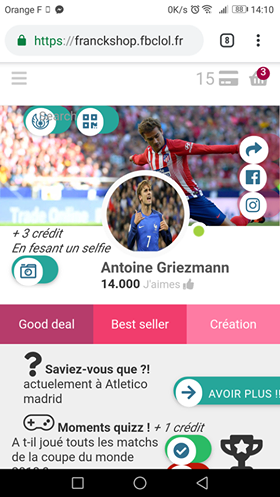 Orange F 0K/s 14:10
https://franckshop.fbclol.fr 8
15 3
Search
+ 3 crédit
En fesant un selfie
Antoine Griezmann
14.000 J'aimes
Good deal Best seller Création
Saviez-vous que ?!
actuelement à Atletico
madrid
AVOIR PLUS !!
Moments quizz ! + 1 crédit
A t-il joué touts les matchs
de la coupe du monde